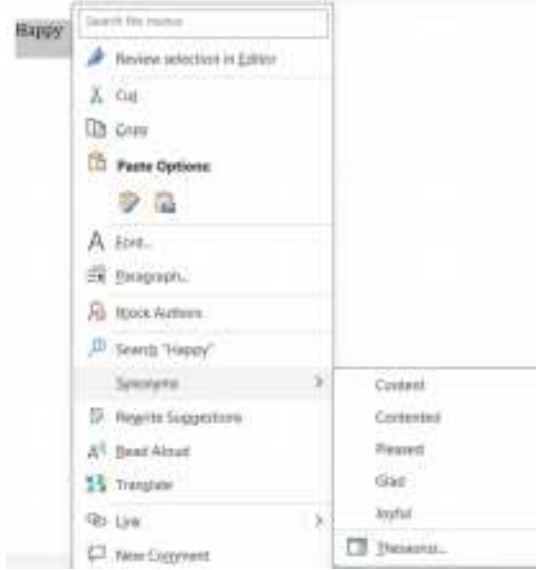 Happy
Search the menus
Review selection in Editor
Cut
Copy
Paste Options:
Font...
Paragraph...
Block Authors
Search "Happy"
Synonyms
Rewrite Suggestions
Read Aloud
Translate
Link
New Comment
Content
Contented
Pleased
Glad
Joyful
Thesaurus...